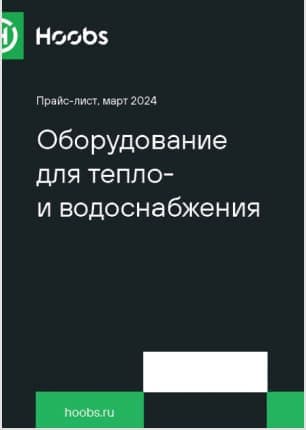 Hoobs
Прайс-лист, март 2024
Оборудование
для тепло-
и водоснабжения
hoobs.ru